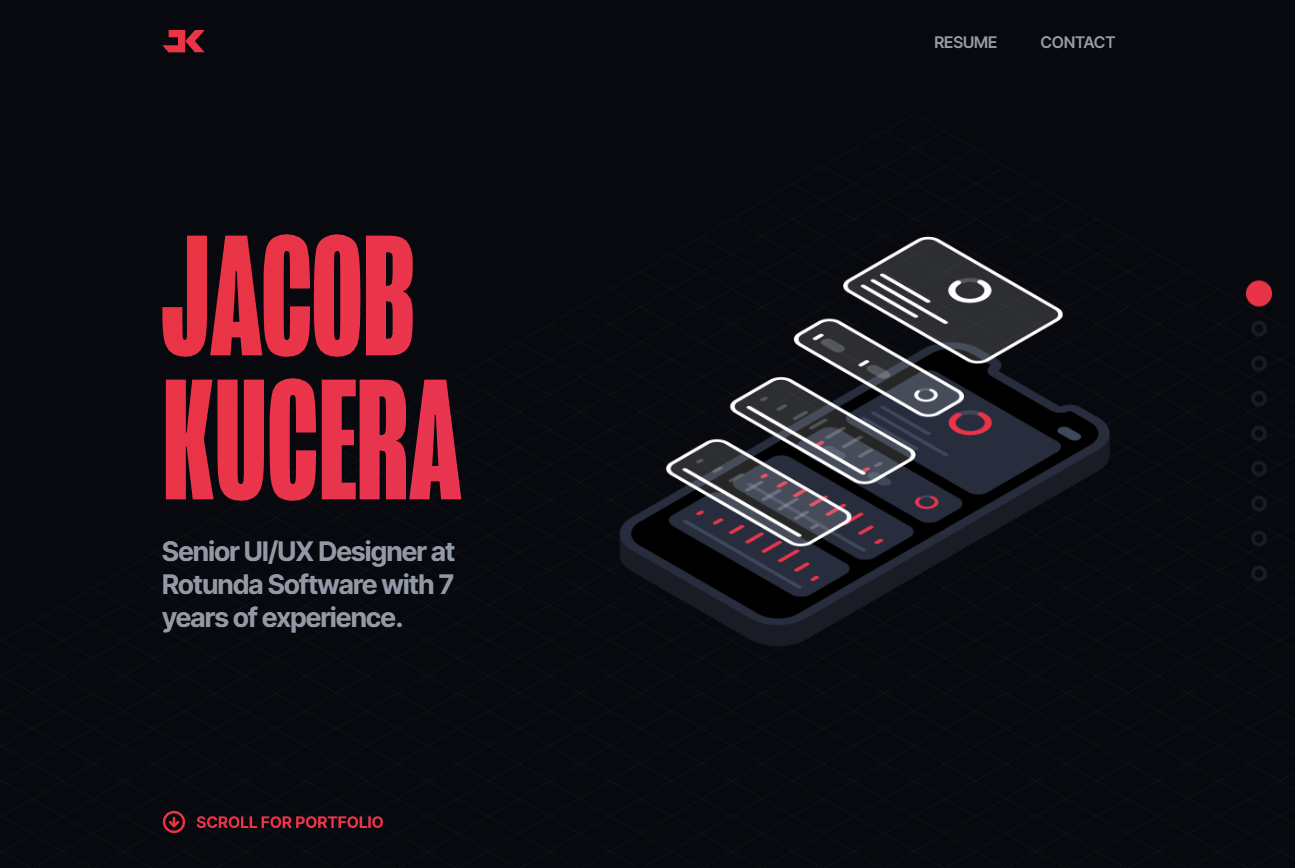 JK
RESUME
CONTACT
JACOB
KUCERA
Senior UI/UX Designer at
Rotunda Software with 7
years of experience.
SCROLL FOR PORTFOLIO